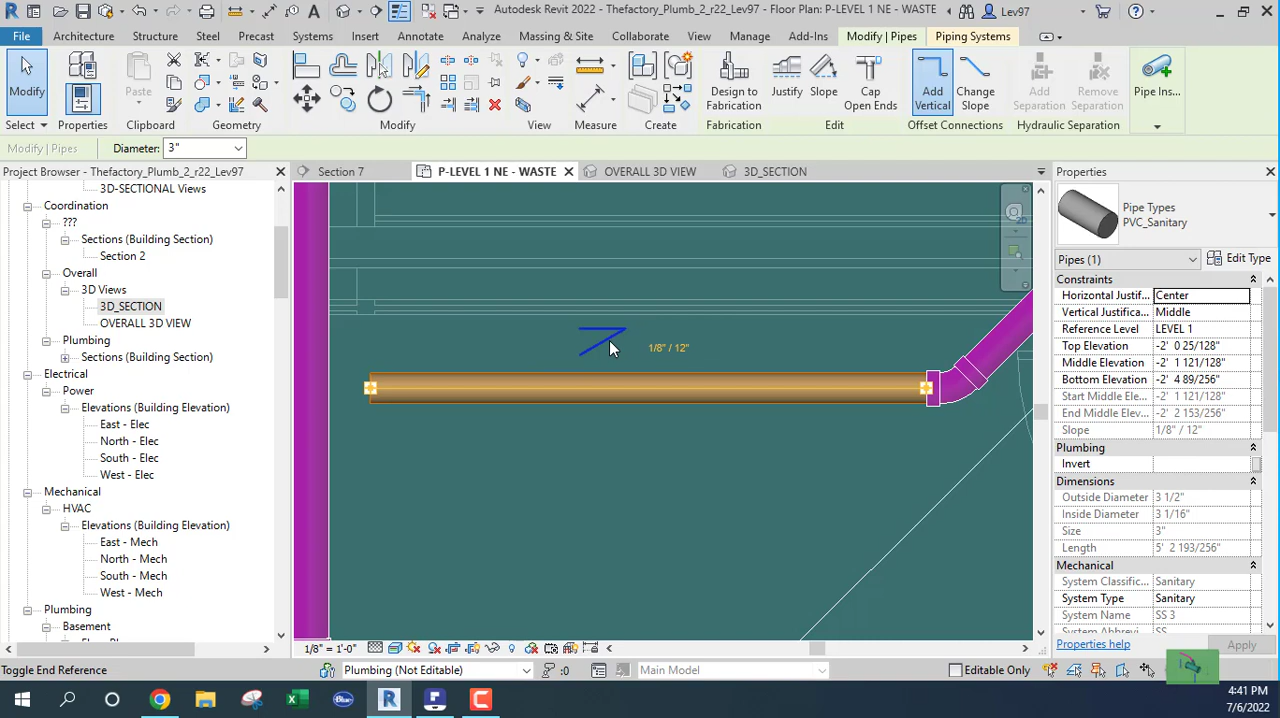 Autodesk Revit 2022 - Thefactory_Plumb_2_r22_Lev97 - Floor Plan: P-LEVEL 1 NE - WASTE
Lev97
File Architecture Structure Steel Precast Systems Insert Annotate Analyze Massing & Site Collaborate View Manage Add-Ins Modify | Pipes Piping Systems
Modify Properties Paste Design to Fabrication Justify Slope Cap Open Ends Add Vertical Change Slope Add Separation Remove Separation Pipe Ins...
Select Properties Clipboard Geometry Modify View Measure Create Fabrication Edit Offset Connections Hydraulic Separation
Modify | Pipes Diameter: 3"
Project Browser - Thefactory_Plumb_2_r22_Lev97
Section 7 P-LEVEL 1 NE - WASTE OVERALL 3D VIEW 3D_SECTION
3D-SECTIONAL Views
Coordination
???
Sections (Building Section)
Section 2
Overall
3D Views
3D_SECTION
OVERALL 3D VIEW
Plumbing
Sections (Building Section)
Electrical
Power
Elevations (Building Elevation)
East - Elec
North - Elec
South - Elec
West - Elec
Mechanical
HVAC
Elevations (Building Elevation)
East - Mech
North - Mech
South - Mech
West - Mech
Plumbing
Basement
1/8" / 12"
Properties
Pipe Types
PVC_Sanitary
Pipes (1) Edit Type
Constraints
Horizontal Justif... Center
Vertical Justifica... Middle
Reference Level LEVEL 1
Top Elevation -2' 0 25/128"
Middle Elevation -2' 1 121/128"
Bottom Elevation -2' 4 89/256"
Start Middle Ele... -2' 1 121/128"
End Middle Elev... -2' 2 153/256"
Slope 1/8" / 12"
Plumbing
Invert
Dimensions
Outside Diameter 3 1/2"
Inside Diameter 3 1/16"
Size 3"
Length 5' 2 193/256"
Mechanical
System Classific... Sanitary
System Type Sanitary
System Name SS 3
System Abbrevi... SS
Properties help Apply
1/8" = 1'-0"
Toggle End Reference
Plumbing (Not Editable) :0 Main Model Editable Only
4:41 PM
7/6/2022